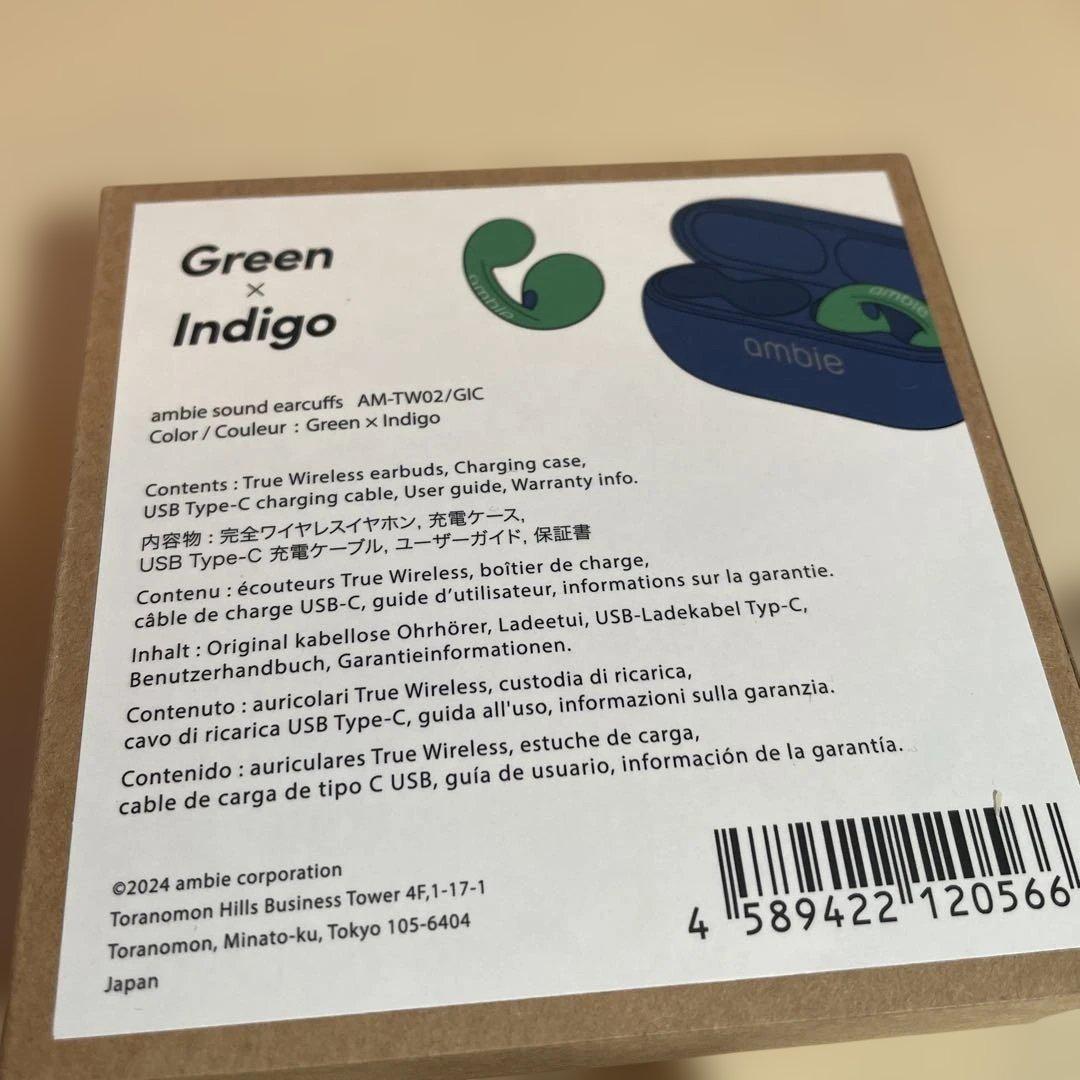 Green
×
Indigo
ambie
ambie
ambie
ambie sound earcuffs AM-TW02/GIC
Color / Couleur : Green × Indigo
Contents : True Wireless earbuds, Charging case,
USB Type-C charging cable, User guide, Warranty info.
内容物 : 完全ワイヤレスイヤホン, 充電ケース,
USB Type-C 充電ケーブル, ユーザーガイド, 保証書
Contenu : écouteurs True Wireless, boîtier de charge,
câble de charge USB-C, guide d'utilisateur, informations sur la garantie.
Inhalt : Original kabellose Ohrhörer, Ladeetui, USB-Ladekabel Typ-C,
Benutzerhandbuch, Garantieinformationen.
Contenuto : auricolari True Wireless, custodia di ricarica,
cavo di ricarica USB Type-C, guida all'uso, informazioni sulla garanzia.
Contenido : auriculares True Wireless, estuche de carga,
cable de carga de tipo C USB, guía de usuario, información de la garantía.
©2024 ambie corporation
Toranomon Hills Business Tower 4F,1-17-1
Toranomon, Minato-ku, Tokyo 105-6404
Japan
4 589422 120566